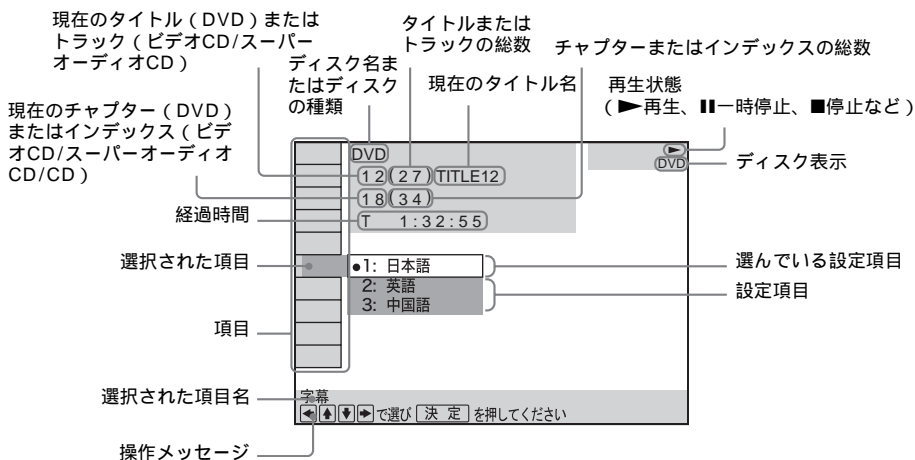 現在のタイトル（DVD）または
トラック（ビデオCD/スーパー
オーディオCD）
ディスク名ま
たはディスク
の種類
タイトルまたは
トラックの総数
現在のタイトル名
チャプターまたはインデックスの総数
再生状態
（▶再生、❚❚一時停止、■停止など）
現在のチャプター（DVD）
またはインデックス（ビデ
オCD/スーパーオーディオ
CD/CD）
DVD
▶
12(27)TITLE12
DVD
ディスク表示
18(34)
経過時間
T 1:32:55
選択された項目
●1: 日本語
選んでいる設定項目
2: 英語
設定項目
3: 中国語
項目
選択された項目名
字幕
←↑↓→で選び 決 定 を押してください
操作メッセージ